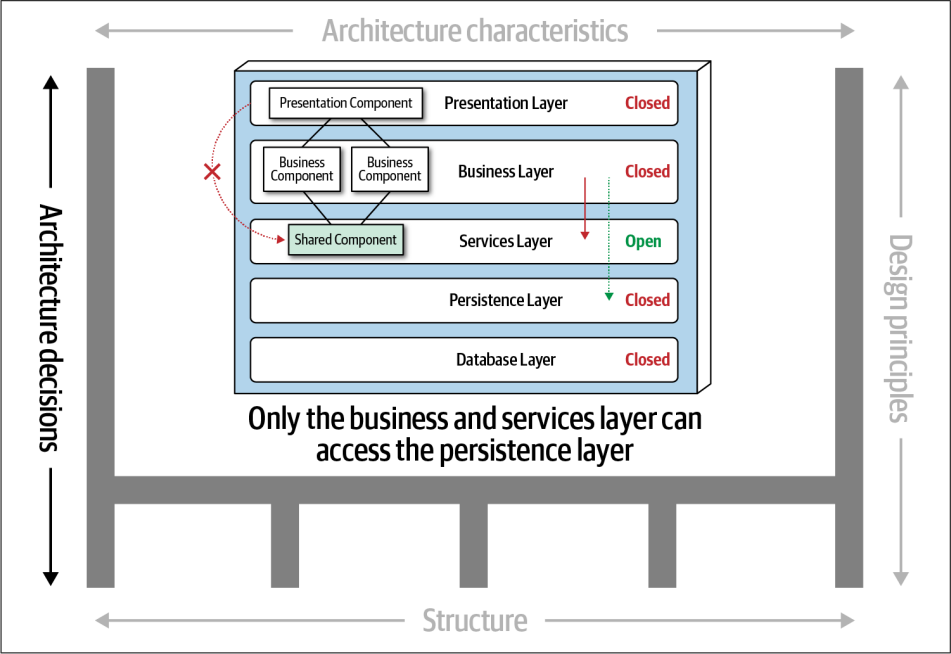 Architecture characteristics
Presentation Component
Presentation Layer
Closed
Business
Component
Business
Component
Business Layer
Closed
Shared Component
Services Layer
Open
Persistence Layer
Closed
Database Layer
Closed
Only the business and services layer can
access the persistence layer
Architecture decisions
Design principles
Structure